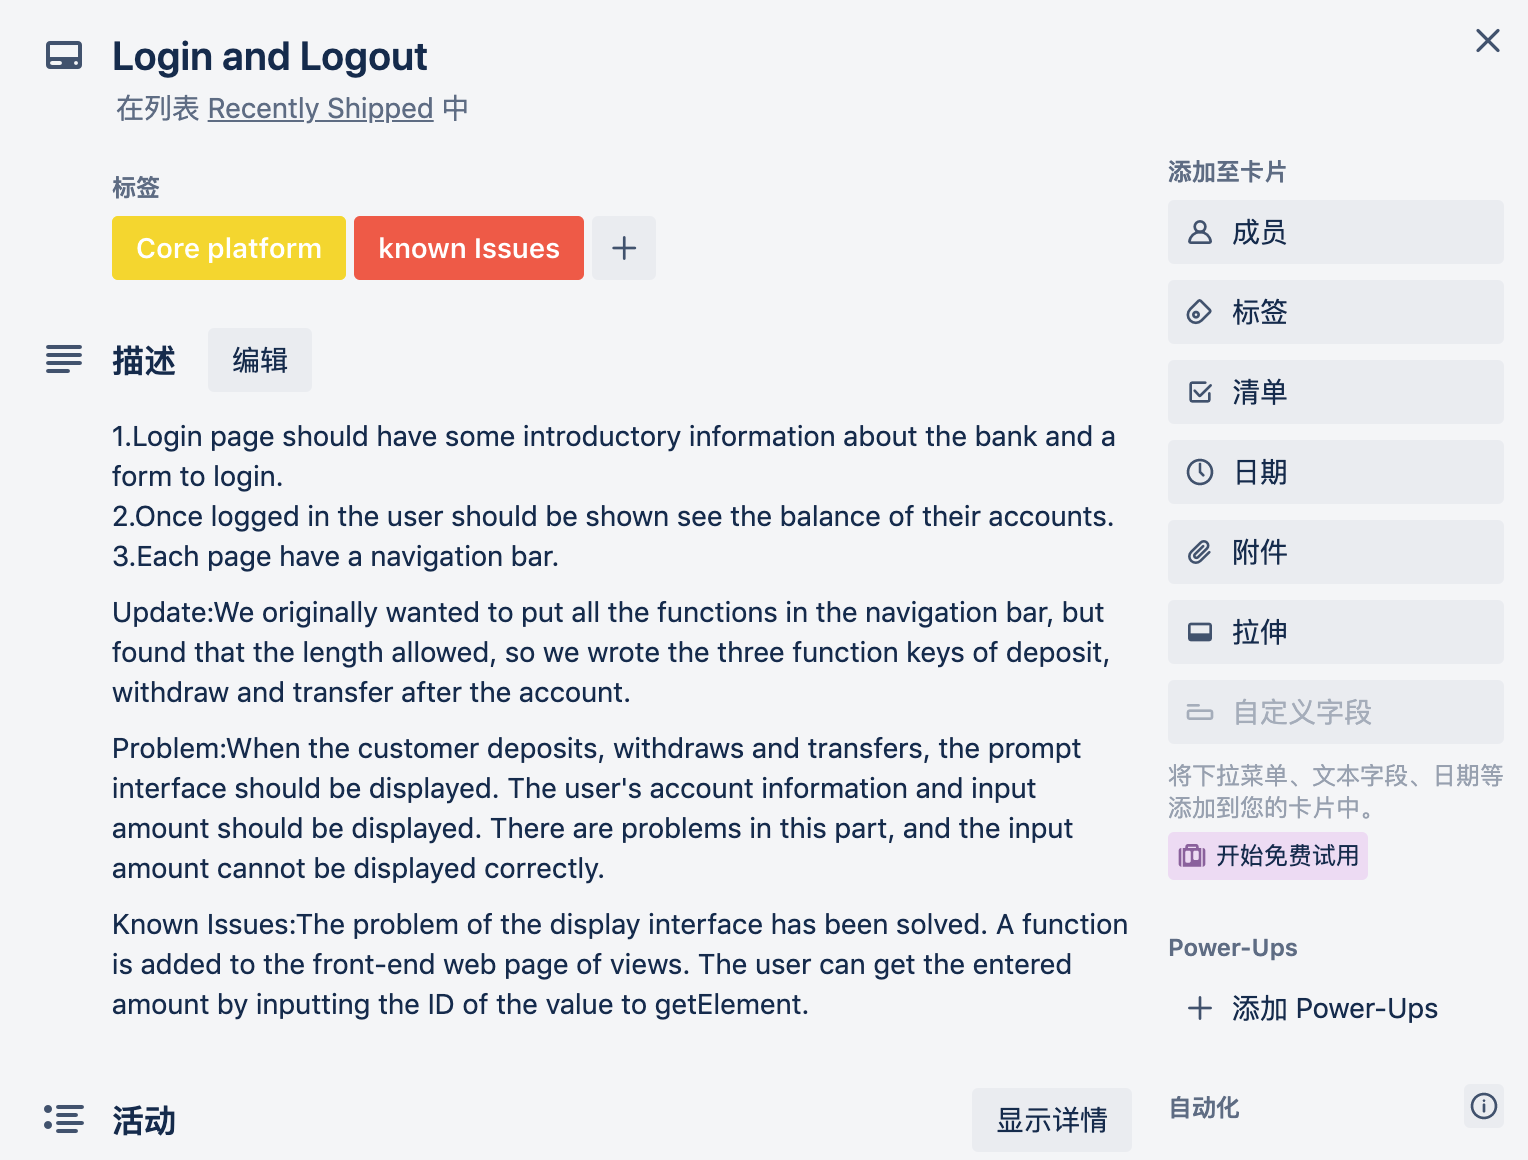 Login and Logout
在列表 Recently Shipped 中
标签
Core platform
known Issues
描述
编辑
1.Login page should have some introductory information about the bank and a
form to login.
2.Once logged in the user should be shown see the balance of their accounts.
3.Each page have a navigation bar.
Update:We originally wanted to put all the functions in the navigation bar, but
found that the length allowed, so we wrote the three function keys of deposit,
withdraw and transfer after the account.
Problem:When the customer deposits, withdraws and transfers, the prompt
interface should be displayed. The user's account information and input
amount should be displayed. There are problems in this part, and the input
amount cannot be displayed correctly.
Known Issues:The problem of the display interface has been solved. A function
is added to the front-end web page of views. The user can get the entered
amount by inputting the ID of the value to getElement.
活动
显示详情
添加至卡片
成员
标签
清单
日期
附件
拉伸
自定义字段
将下拉菜单、文本字段、日期等
添加到您的卡片中。
开始免费试用
Power-Ups
添加 Power-Ups
自动化